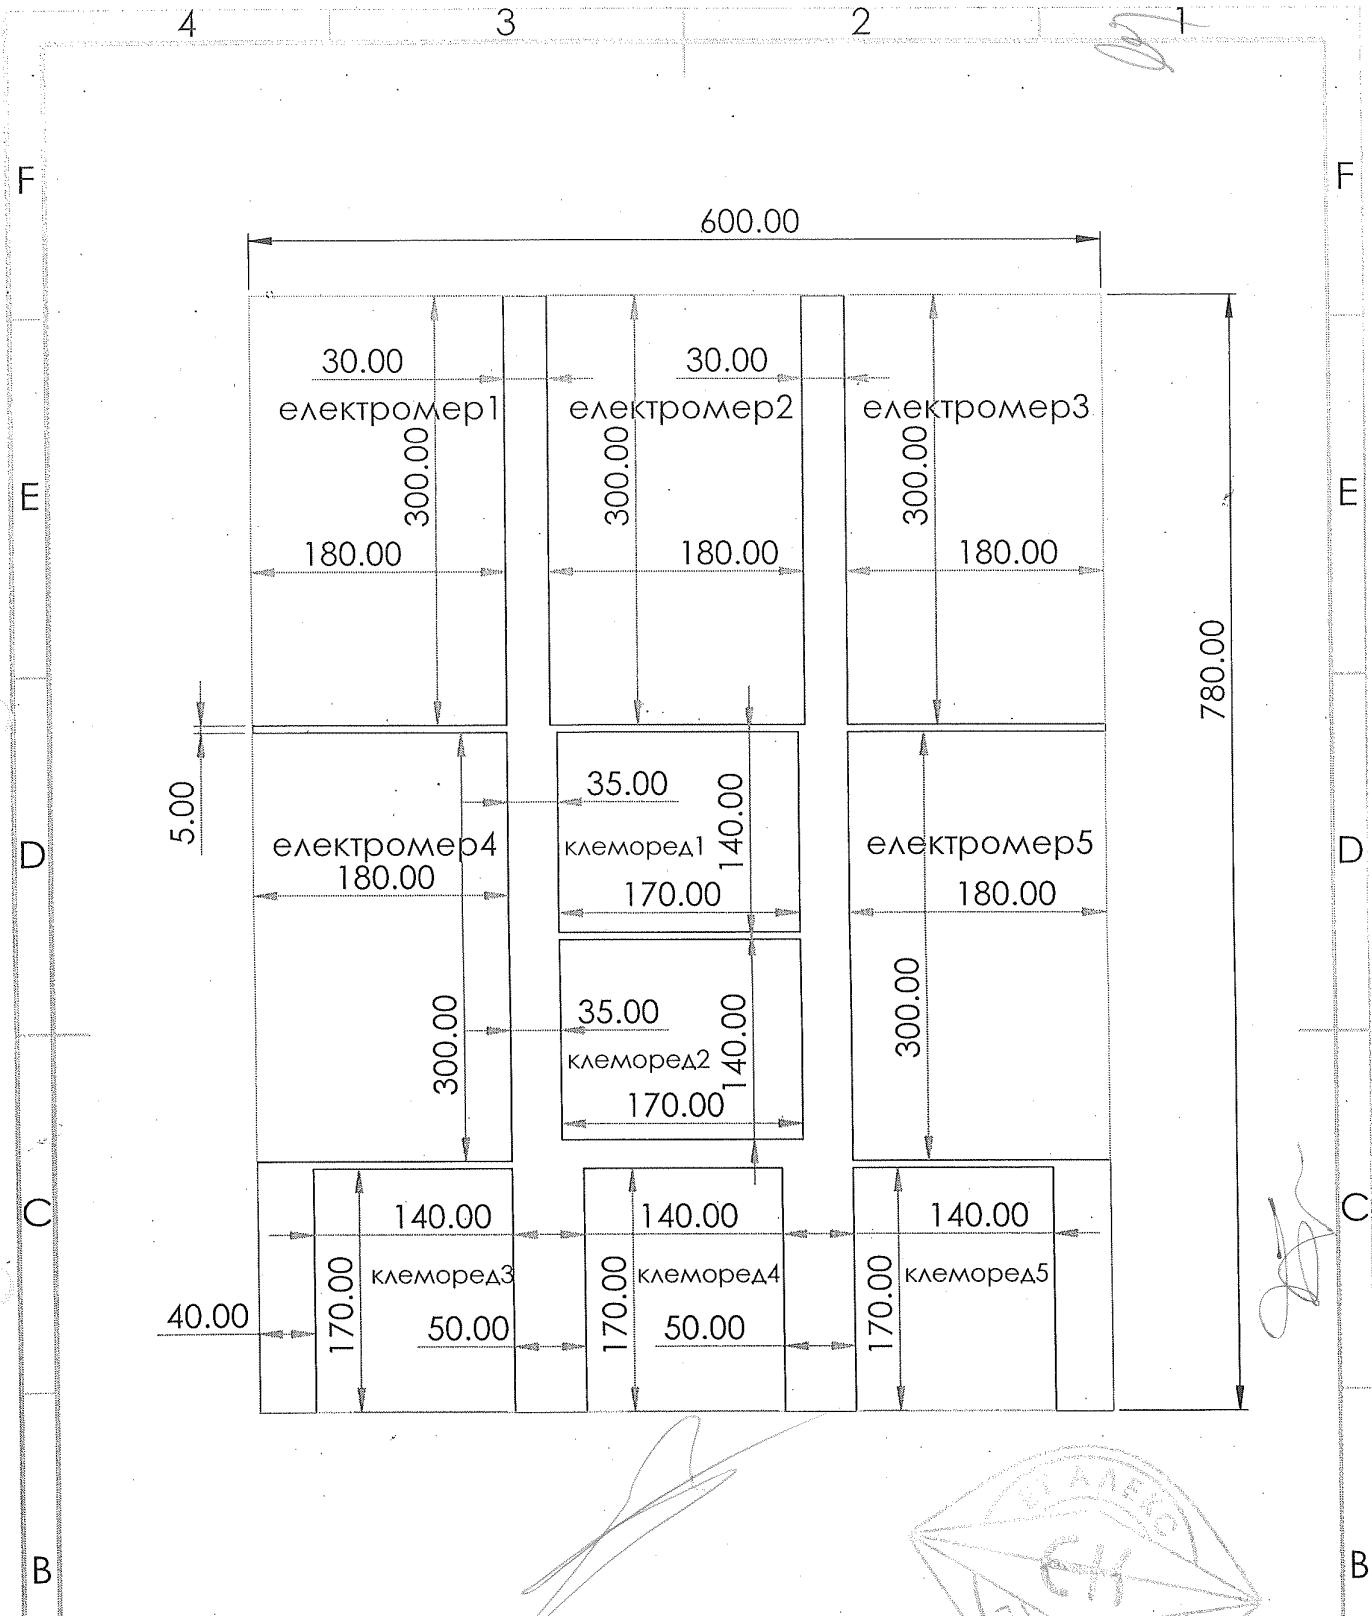 4 3 2 1
F F
600.00
30.00 30.00
електромер1 електромер2 електромер3
300.00 300.00 300.00
E E
180.00 180.00 180.00
780.00
5.00
35.00
140.00
електромер4 клеморед1 електромер5
D D
180.00 170.00 180.00
300.00 35.00 140.00 300.00
клеморед2
170.00
C C
140.00 140.00 140.00
170.00 клеморед3 170.00 клеморед4 170.00 клеморед5
40.00 50.00 50.00
ЕТ АЛЕКС
СН
B B